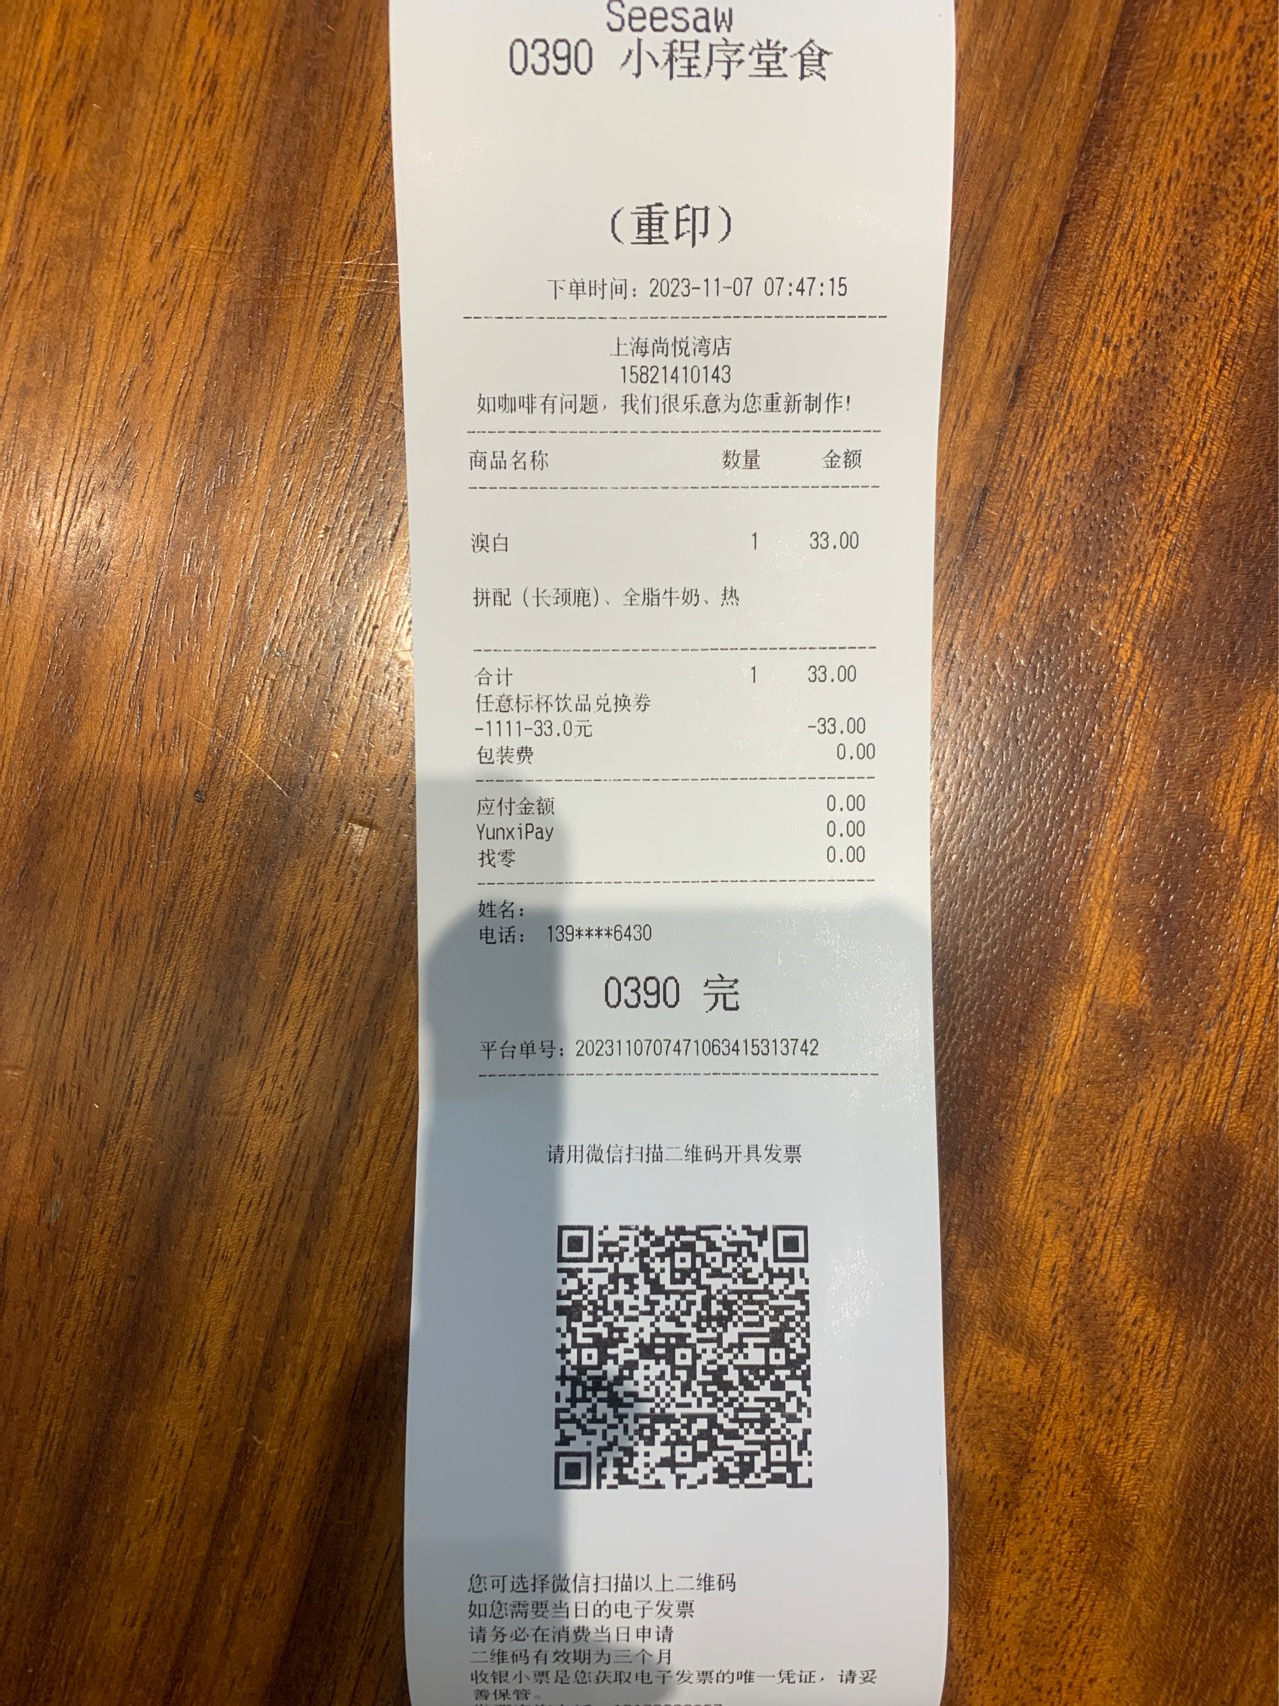 Seesaw
0390 小程序堂食
（重印）
下单时间：2023-11-07 07:47:15
上海尚悦湾店
15821410143
如咖啡有问题，我们很乐意为您重新制作！
商品名称 数量 金额
澳白 1 33.00
拼配（长颈鹿）、全脂牛奶、热
合计 1 33.00
任意标杯饮品兑换券
-1111-33.0元 -33.00
包装费 0.00
应付金额 0.00
YunxiPay 0.00
找零 0.00
姓名：
电话： 139****6430
0390 完
平台单号：2023110707471063415313742
请用微信扫描二维码开具发票
您可选择微信扫描以上二维码
如您需要当日的电子发票
请务必在消费当日申请
二维码有效期为三个月
收银小票是您获取电子发票的唯一凭证，请妥
善保管。